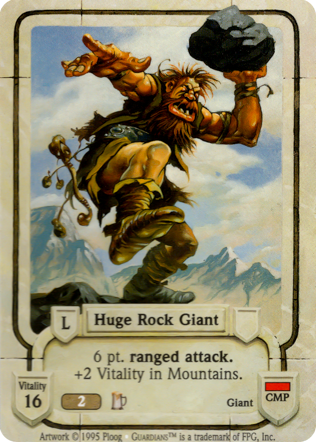 L
Huge Rock Giant
6 pt. ranged attack.
+2 Vitality in Mountains.
Vitality
16
2
Giant
CMP
Artwork © 1995 Ploog • GUARDIANS™ is a trademark of FPG, Inc.